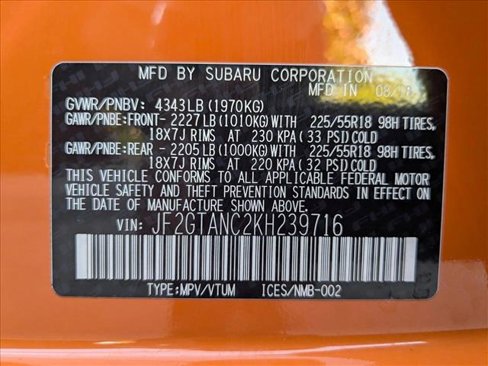 MFD BY SUBARU CORPORATION
GVWR/PNBV: 4343LB (1970KG)
GAWR/PNBE:FRONT- 2227LB (1010KG) WITH 225/55R18 98H TIRES,
18X7J RIMS AT 230 KPA (33 PSI) COLD
GAWR/PNBE:REAR - 2205LB (1000KG) WITH 225/55R18 98H TIRES,
18X7J RIMS AT 220 KPA (32 PSI) COLD
THIS VEHICLE CONFORMS TO ALL APPLICABLE FEDERAL MOTOR
VEHICLE SAFETY AND THEFT PREVENTION STANDARDS IN EFFECT ON
THE DATE OF MANUFACTURE SHOWN ABOVE.
VIN: JF2GTANC2KH239716
TYPE:MPV/VTUM ICES/NMB-002